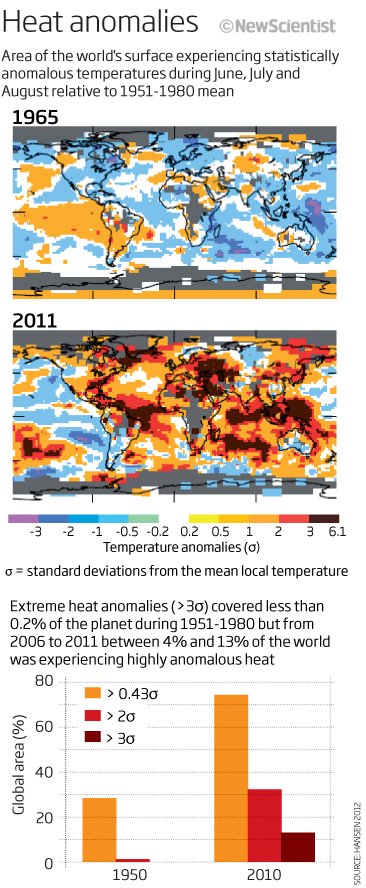 Heat anomalies ©NewScientist
Area of the world's surface experiencing statistically
anomalous temperatures during June, July and
August relative to 1951-1980 mean
1965
2011
-3 -2 -1 -0.5 -0.2 0.2 0.5 1 2 3 6.1
Temperature anomalies (σ)
σ = standard deviations from the mean local temperature
Extreme heat anomalies (>3σ) covered less than
0.2% of the planet during 1951-1980 but from
2006 to 2011 between 4% and 13% of the world
was experiencing highly anomalous heat
80
60
40
20
0
Global area (%)
> 0.43σ
> 2σ
> 3σ
1950 2010
SOURCE: HANSEN 2012